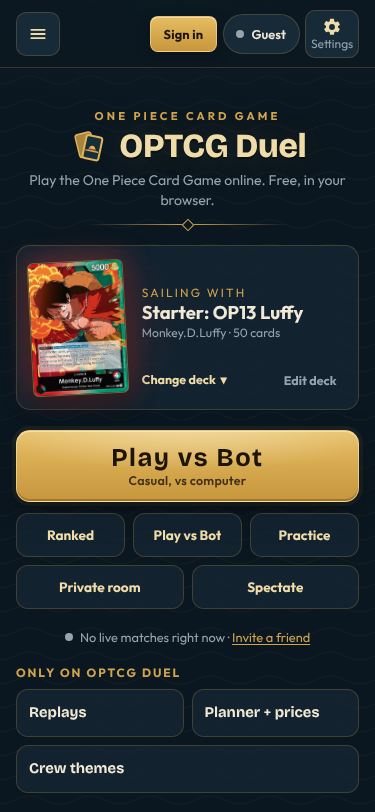 Sign in
Guest
Settings
ONE PIECE CARD GAME
OPTCG Duel
Play the One Piece Card Game online. Free, in your
browser.
5000
Monkey.D.Luffy
SAILING WITH
Starter: OP13 Luffy
Monkey.D.Luffy · 50 cards
Change deck ▾
Edit deck
Play vs Bot
Casual, vs computer
Ranked
Play vs Bot
Practice
Private room
Spectate
No live matches right now · Invite a friend
ONLY ON OPTCG DUEL
Replays
Planner + prices
Crew themes